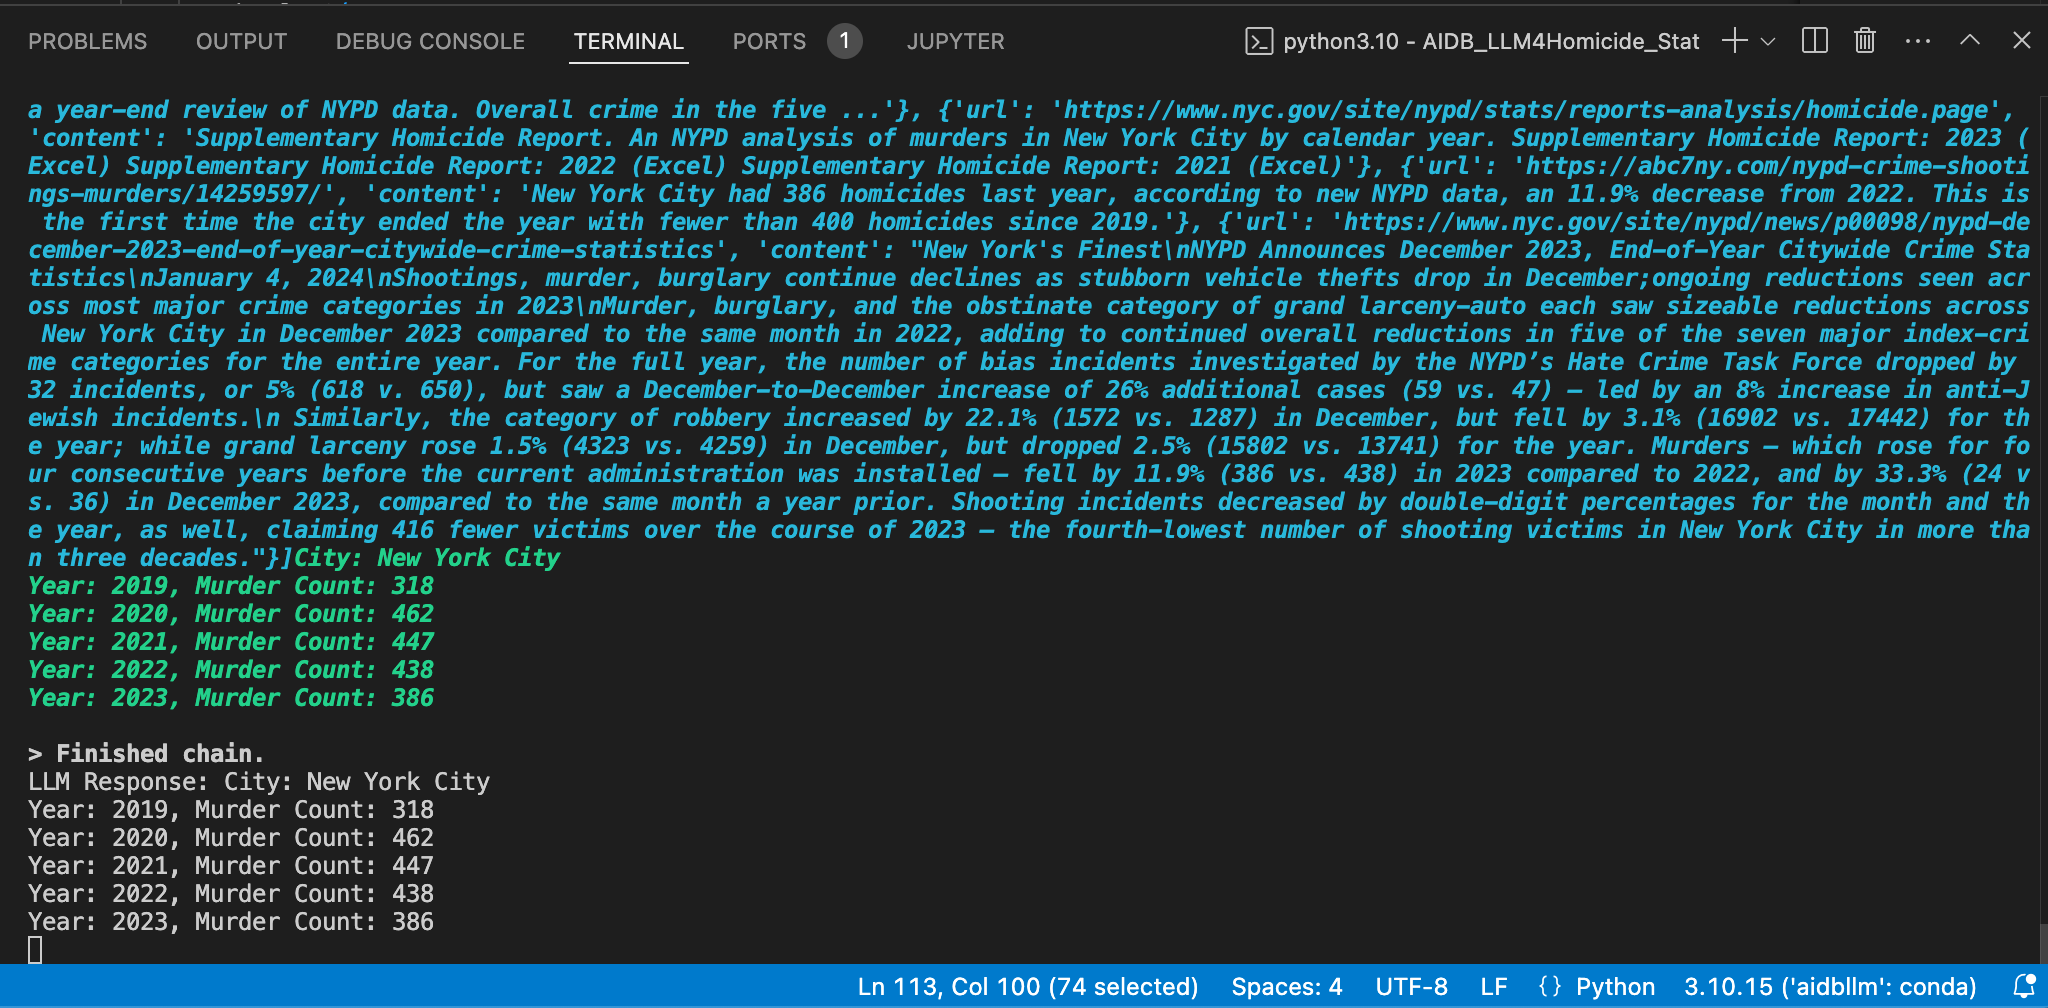 PROBLEMS OUTPUT DEBUG CONSOLE TERMINAL PORTS 1 JUPYTER python3.10 - AIDB_LLM4Homicide_Stat
a year-end review of NYPD data. Overall crime in the five ...'}, {'url': 'https://www.nyc.gov/site/nypd/stats/reports-analysis/homicide.page',
'content': 'Supplementary Homicide Report. An NYPD analysis of murders in New York City by calendar year. Supplementary Homicide Report: 2023 (
Excel) Supplementary Homicide Report: 2022 (Excel) Supplementary Homicide Report: 2021 (Excel)'}, {'url': 'https://abc7ny.com/nypd-crime-shooti
ngs-murders/14259597/', 'content': 'New York City had 386 homicides last year, according to new NYPD data, an 11.9% decrease from 2022. This is
the first time the city ended the year with fewer than 400 homicides since 2019.'}, {'url': 'https://www.nyc.gov/site/nypd/news/p00098/nypd-de
cember-2023-end-of-year-citywide-crime-statistics', 'content': "New York's Finest\nNYPD Announces December 2023, End-of-Year Citywide Crime Sta
tistics\nJanuary 4, 2024\nShootings, murder, burglary continue declines as stubborn vehicle thefts drop in December;ongoing reductions seen acr
oss most major crime categories in 2023\nMurder, burglary, and the obstinate category of grand larceny-auto each saw sizeable reductions across
New York City in December 2023 compared to the same month in 2022, adding to continued overall reductions in five of the seven major index-cri
me categories for the entire year. For the full year, the number of bias incidents investigated by the NYPD’s Hate Crime Task Force dropped by
32 incidents, or 5% (618 v. 650), but saw a December-to-December increase of 26% additional cases (59 vs. 47) — led by an 8% increase in anti-J
ewish incidents.\n Similarly, the category of robbery increased by 22.1% (1572 vs. 1287) in December, but fell by 3.1% (16902 vs. 17442) for th
e year; while grand larceny rose 1.5% (4323 vs. 4259) in December, but dropped 2.5% (15802 vs. 13741) for the year. Murders — which rose for fo
ur consecutive years before the current administration was installed — fell by 11.9% (386 vs. 438) in 2023 compared to 2022, and by 33.3% (24 v
s. 36) in December 2023, compared to the same month a year prior. Shooting incidents decreased by double-digit percentages for the month and th
e year, as well, claiming 416 fewer victims over the course of 2023 — the fourth-lowest number of shooting victims in New York City in more tha
n three decades."}]City: New York City
Year: 2019, Murder Count: 318
Year: 2020, Murder Count: 462
Year: 2021, Murder Count: 447
Year: 2022, Murder Count: 438
Year: 2023, Murder Count: 386
> Finished chain.
LLM Response: City: New York City
Year: 2019, Murder Count: 318
Year: 2020, Murder Count: 462
Year: 2021, Murder Count: 447
Year: 2022, Murder Count: 438
Year: 2023, Murder Count: 386
Ln 113, Col 100 (74 selected) Spaces: 4 UTF-8 LF {} Python 3.10.15 ('aidbllm': conda)